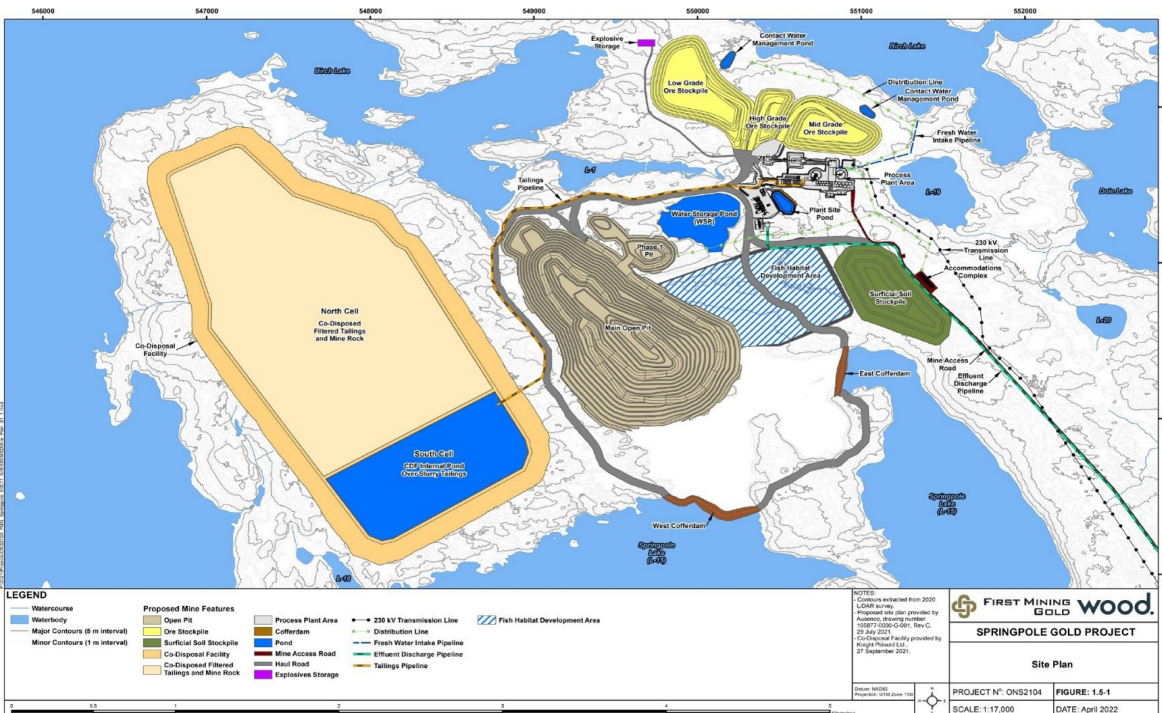 546000 547000 548000 549000 550000 551000 552000
Birch Lake
Explosive
Storage
Contact Water
Management Pond
Birch Lake
Low Grade
Ore Stockpile
Distribution Line
Contact Water
Management Pond
High Grade
Ore Stockpile
Mid Grade
Ore Stockpile
Fresh Water
Intake Pipeline
L-1
Tailings
Pipeline
Process
Plant Area
L-19
Plant Site
Pond
Water Storage Pond
(WSP)
Phase 1
Pit
230 kV
Transmission
Line
Accommodations
Complex
Fish Habitat
Development Area
Surficial Soil
Stockpile
North Cell
Co-Disposed
Filtered Tailings
and Mine Rock
Main Open Pit
L-20
Co-Disposal
Facility
Mine Access
Road
Effluent
Discharge
Pipeline
East Cofferdam
South Cell
CDF Internal Pond
Over Slurry Tailings
Springpole
Lake
(L-15)
West Cofferdam
Springpole
Lake
(L-15)
L-16
LEGEND
Watercourse
Waterbody
Major Contours (5 m interval)
Minor Contours (1 m interval)
Proposed Mine Features
Open Pit
Ore Stockpile
Surficial Soil Stockpile
Co-Disposal Facility
Co-Disposed Filtered
Tailings and Mine Rock
Process Plant Area
Cofferdam
Pond
Mine Access Road
Haul Road
Explosives Storage
230 kV Transmission Line
Distribution Line
Fresh Water Intake Pipeline
Effluent Discharge Pipeline
Tailings Pipeline
Fish Habitat Development Area
NOTES:
- Contours extracted from 2020
LiDAR survey.
- Proposed site plan provided by
Ausenco, drawing number
105877-0000-G-001, Rev C,
29 July 2021.
- Co-Disposal Facility provided by
Knight Piésold Ltd.,
27 September 2021.
FIRST MINING
GOLD
wood.
SPRINGPOLE GOLD PROJECT
Site Plan
Datum: NAD83
Projection: UTM Zone 15N
PROJECT Nº: ONS2104
FIGURE: 1.5-1
SCALE: 1:17,000
DATE: April 2022
0 0.5 1 2 3 4 5